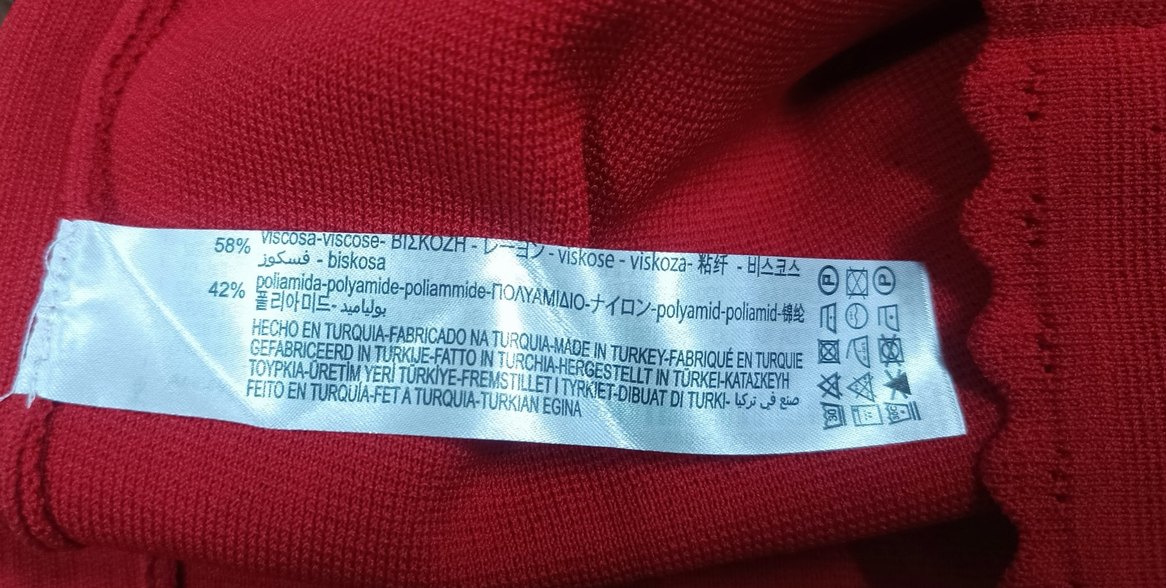 58% viscosa-viscose- ΒΙΣΚΟΖΗ - レーヨン - viskose - viskoza- 粘纤 - 비스코스
فسكوز - biskosa
42% poliamida-polyamide-poliammide-ΠΟΛΥΑΜΙΔΙΟ-ナイロン-polyamid-poliamid-锦纶
폴리아미드- بولياميد
HECHO EN TURQUIA-FABRICADO NA TURQUIA-MADE IN TURKEY-FABRIQUÉ EN TURQUIE
GEFABRICEERD IN TURKIJE-FATTO IN TURCHIA-HERGESTELLT IN TÜRKEI-ΚΑΤΑΣΚΕΥΗ
ΤΟΥΡΚΙΑ-ÜRETİM YERİ TÜRKİYE-FREMSTILLET I TYRKIET-DIBUAT DI TURKI- صنع في تركيا
FEITO EN TURQUÍA-FET A TURQUIA-TURKIAN EGINA
P P